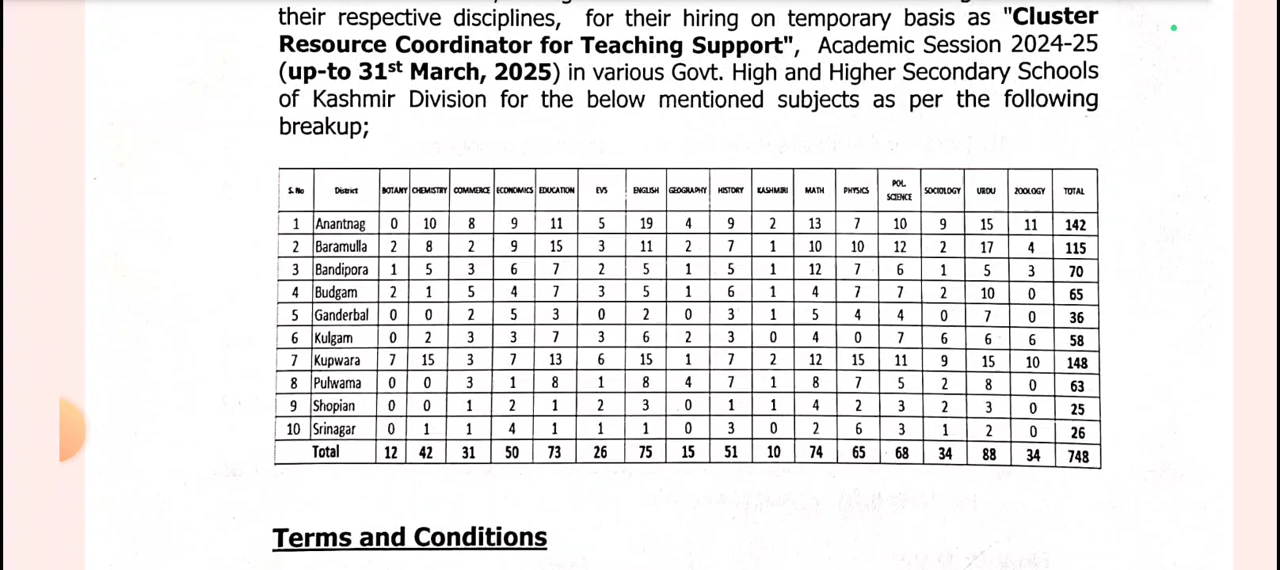 their respective disciplines, for their hiring on temporary basis as "Cluster
Resource Coordinator for Teaching Support", Academic Session 2024-25
(up-to 31st March, 2025) in various Govt. High and Higher Secondary Schools
of Kashmir Division for the below mentioned subjects as per the following
breakup;
S.No District BOTANY CHEMISTRY COMMERCE ECONOMICS EDUCATION EVS ENGLISH GEOGRAPHY HISTORY KASHMIRI MATH PHYSICS POL. SCIENCE SOCIOLOGY URDU ZOOLOGY TOTAL
1 Anantnag 0 10 8 9 11 5 19 4 9 2 13 7 10 9 15 11 142
2 Baramulla 2 8 2 9 15 3 11 2 7 1 10 10 12 2 17 4 115
3 Bandipora 1 5 3 6 7 2 5 1 5 1 12 7 6 1 5 3 70
4 Budgam 2 1 5 4 7 3 5 1 6 1 4 7 7 2 10 0 65
5 Ganderbal 0 0 2 5 3 0 2 0 3 1 5 4 4 0 7 0 36
6 Kulgam 0 2 3 3 7 3 6 2 3 0 4 0 7 6 6 6 58
7 Kupwara 7 15 3 7 13 6 15 1 7 2 12 15 11 9 15 10 148
8 Pulwama 0 0 3 1 8 1 8 4 7 1 8 7 5 2 8 0 63
9 Shopian 0 0 1 2 1 2 3 0 1 1 4 2 3 2 3 0 25
10 Srinagar 0 1 1 4 1 1 1 0 3 0 2 6 3 1 2 0 26
Total 12 42 31 50 73 26 75 15 51 10 74 65 68 34 88 34 748
Terms and Conditions